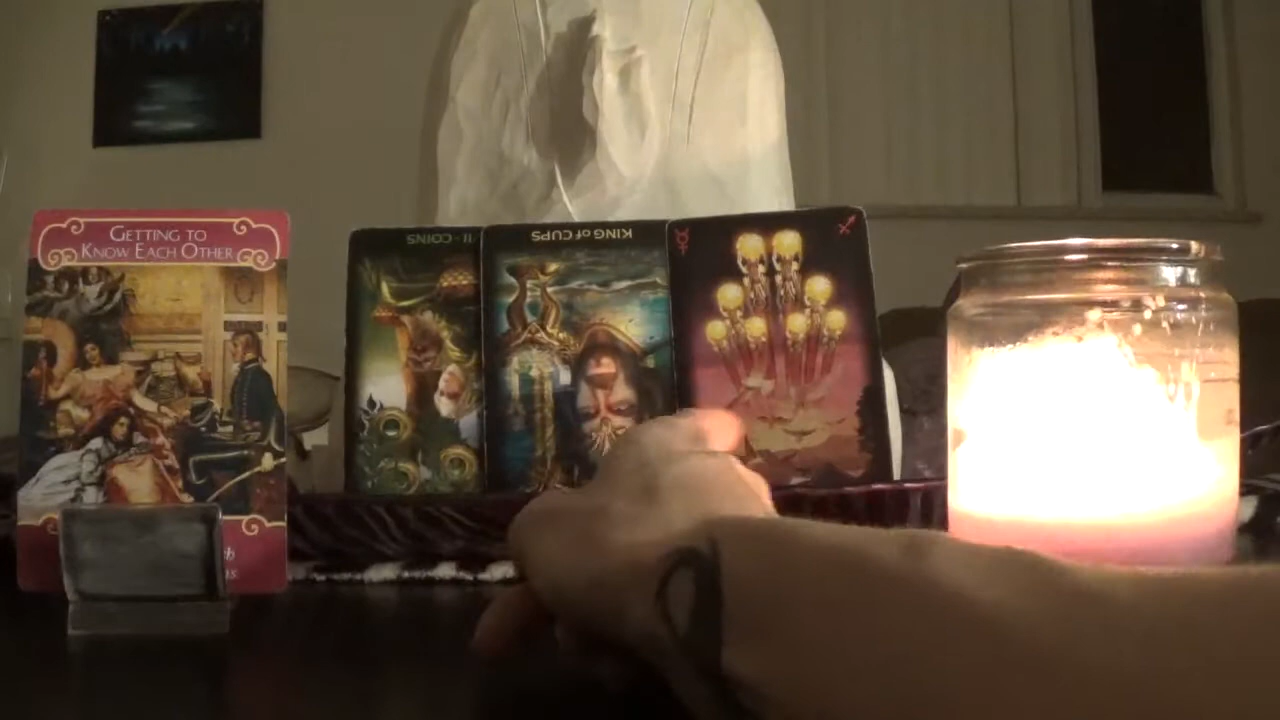 GETTING TO
KNOW EACH OTHER
II - COINS
KING of CUPS